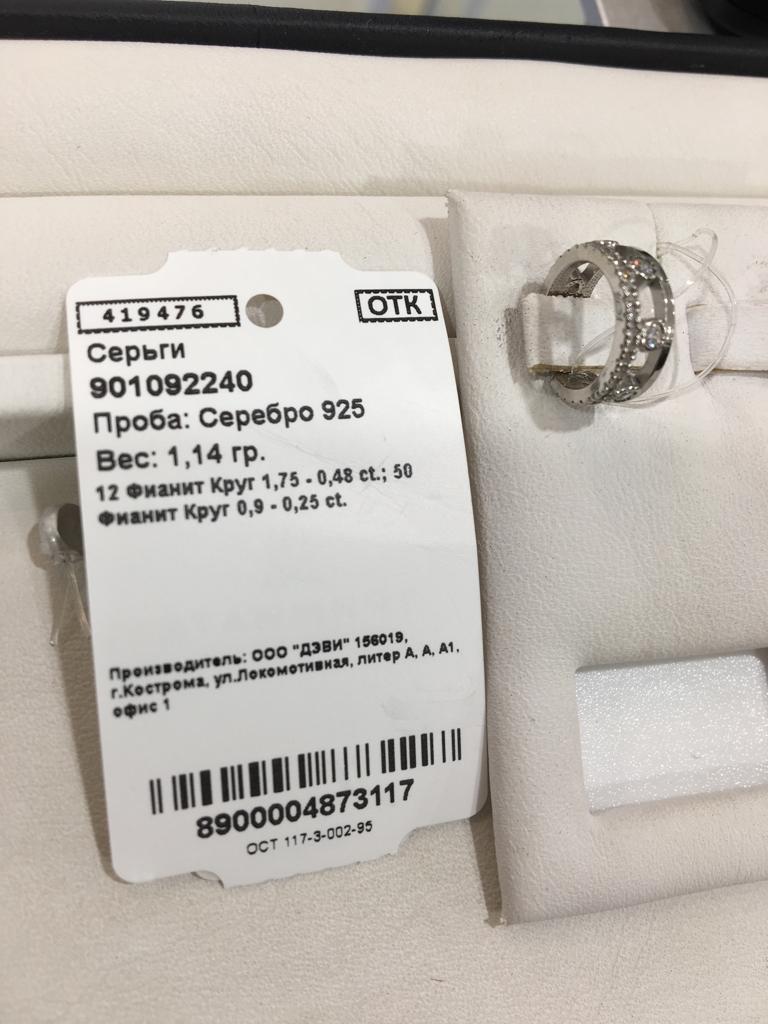 419476
ОТК
Серьги
901092240
Проба: Серебро 925
Вес: 1,14 гр.
12 Фианит Круг 1,75 - 0,48 ct.; 50
Фианит Круг 0,9 - 0,25 ct.
Производитель: ООО "ДЭВИ" 156019,
г.Кострома, ул.Локомотивная, литер А, А, А1,
офис 1
8900004873117
ОСТ 117-3-002-95